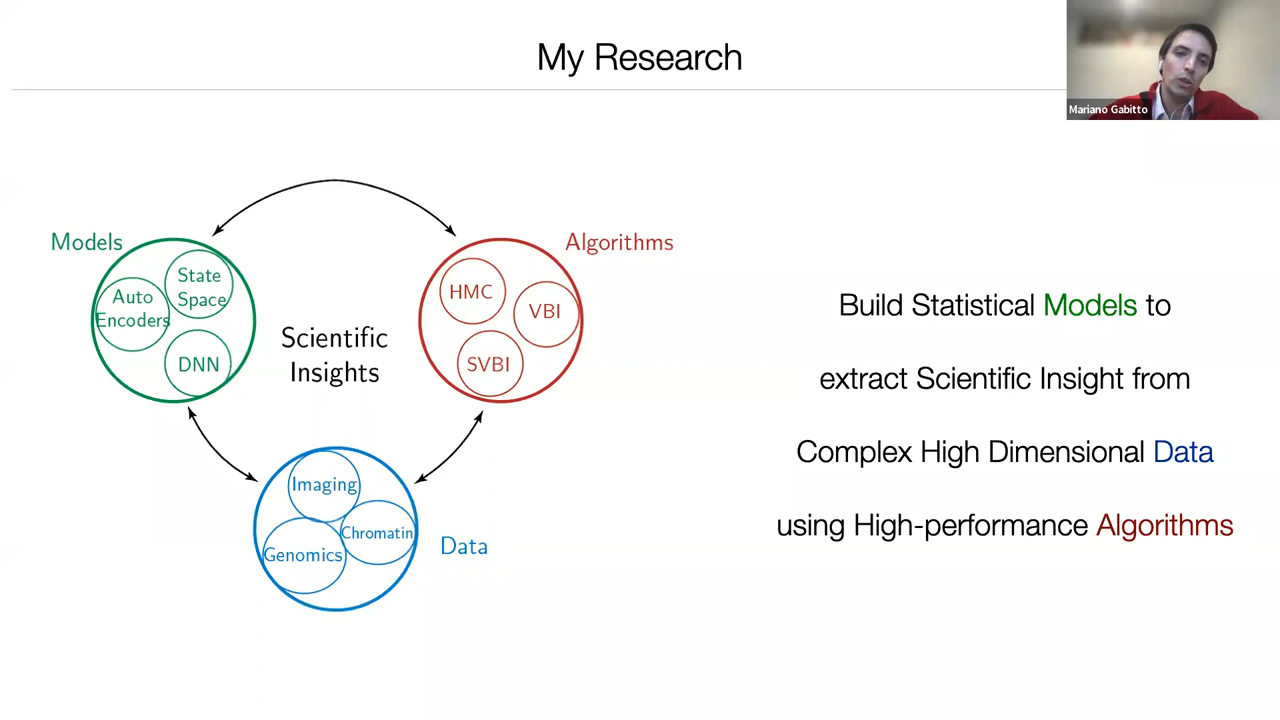 My Research
Mariano Gabitto
Models
Algorithms
State
Space
Auto
Encoders
DNN
HMC
VBI
SVBI
Scientific
Insights
Imaging
Chromatin
Genomics
Data
Build Statistical Models to
extract Scientific Insight from
Complex High Dimensional Data
using High-performance Algorithms